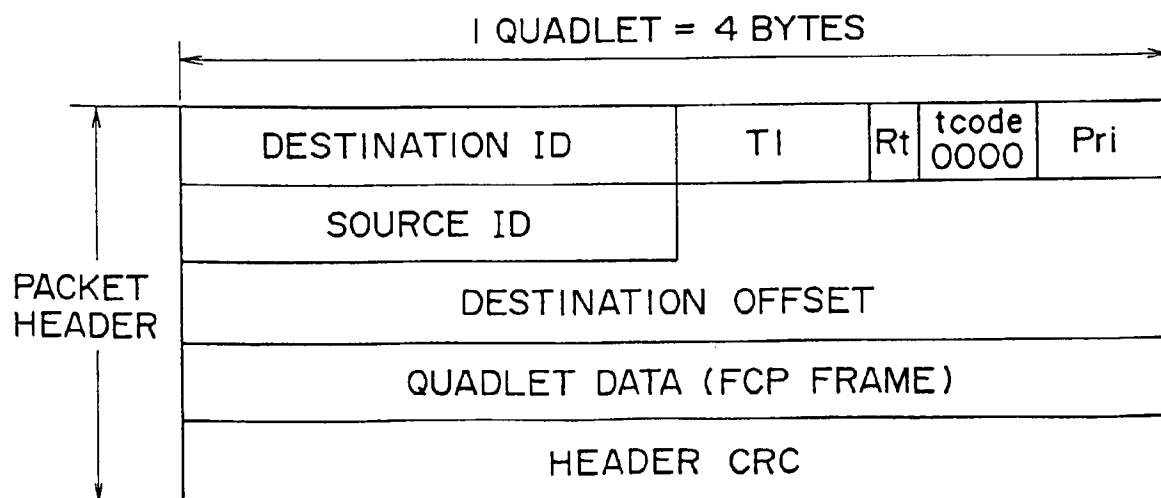 1 QUADLET = 4 BYTES
DESTINATION ID
T1
Rt
tcode
0000
Pri
SOURCE ID
PACKET
HEADER
DESTINATION OFFSET
QUADLET DATA (FCP FRAME)
HEADER CRC